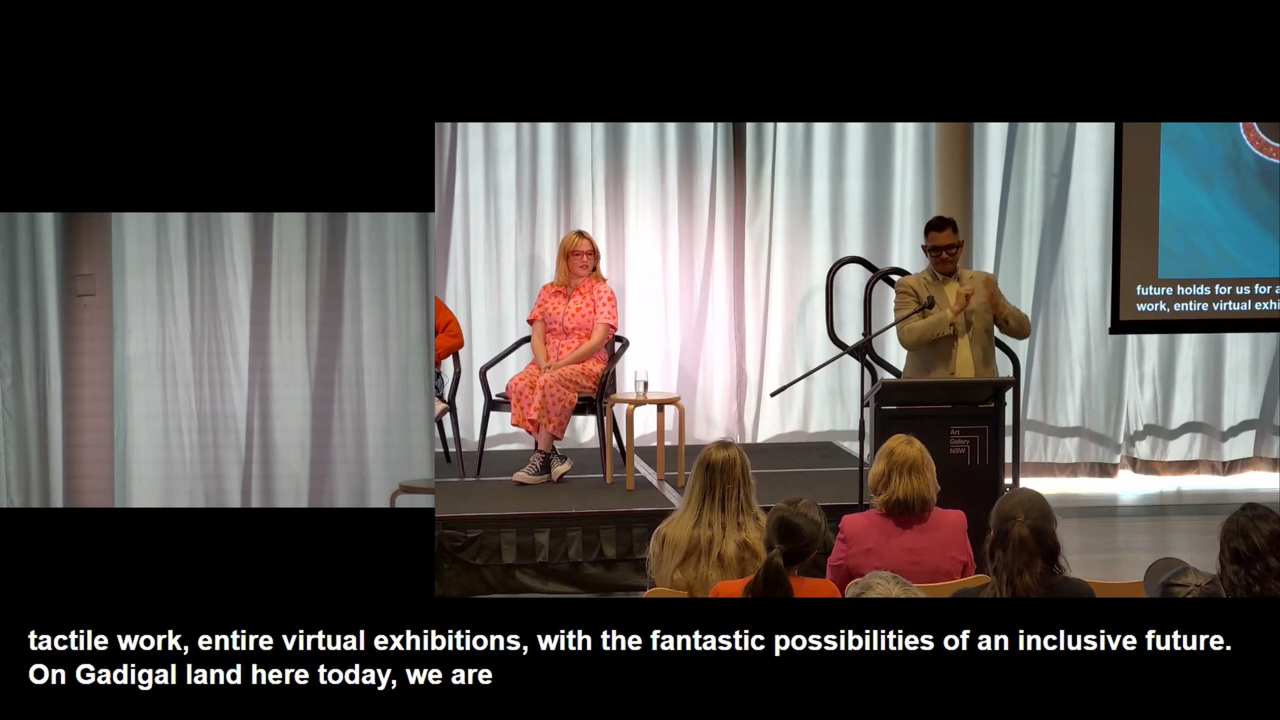 future holds for us for a
work, entire virtual exhi
Art
Gallery
NSW
tactile work, entire virtual exhibitions, with the fantastic possibilities of an inclusive future.
On Gadigal land here today, we are